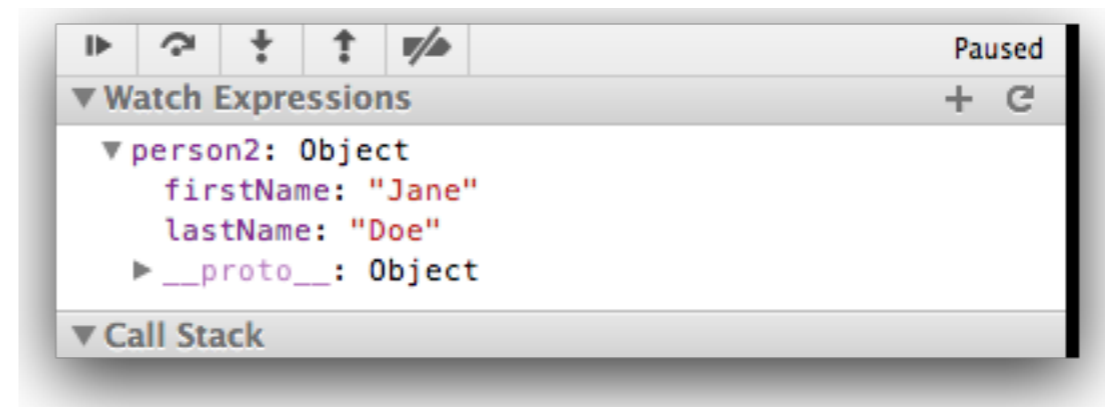 Paused
Watch Expressions
person2: Object
firstName: "Jane"
lastName: "Doe"
__proto__: Object
Call Stack